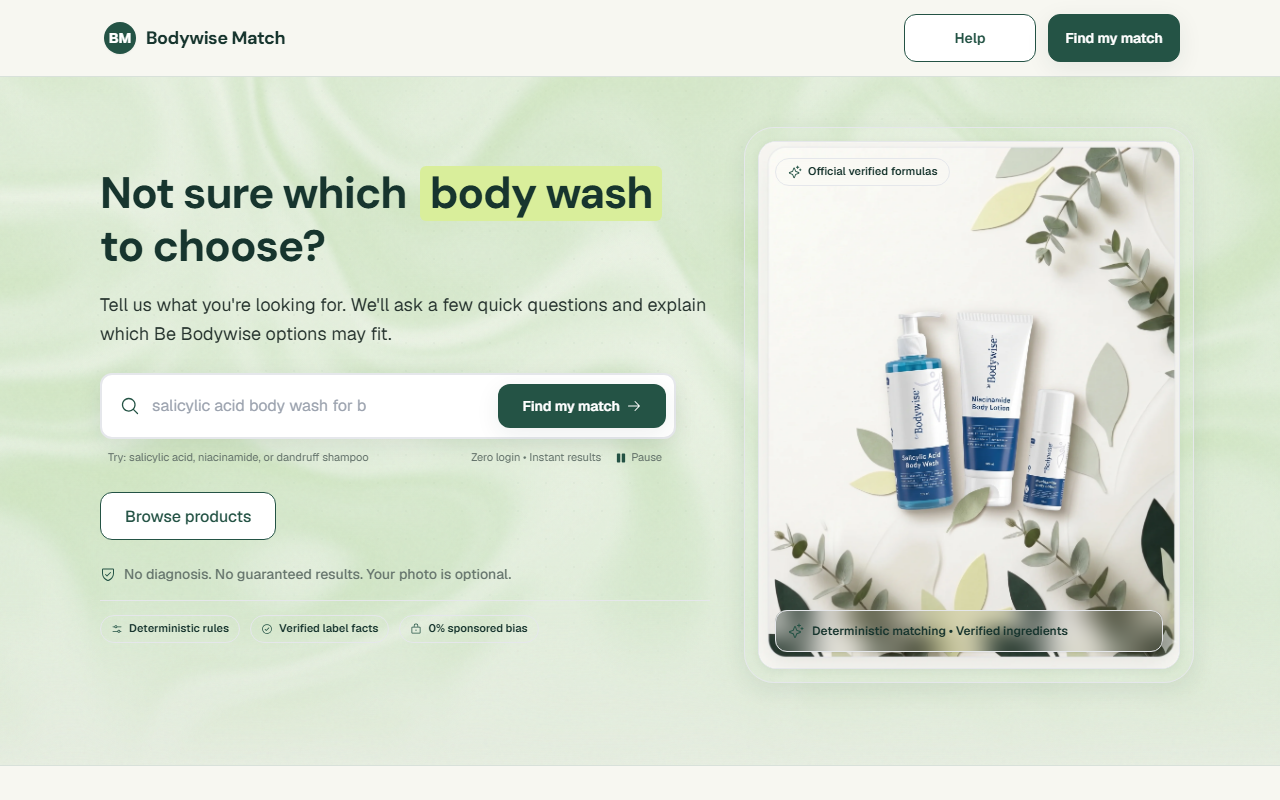 BM Bodywise Match
Help
Find my match
Not sure which body wash
to choose?
Tell us what you're looking for. We'll ask a few quick questions and explain
which Be Bodywise options may fit.
salicylic acid body wash for b
Find my match
Try: salicylic acid, niacinamide, or dandruff shampoo
Zero login • Instant results
Pause
Browse products
No diagnosis. No guaranteed results. Your photo is optional.
Deterministic rules
Verified label facts
0% sponsored bias
Official verified formulas
be Bodywise
Salicylic Acid
Body Wash
be Bodywise
Niacinamide
Body Lotion
be Bodywise
Deterministic matching • Verified ingredients